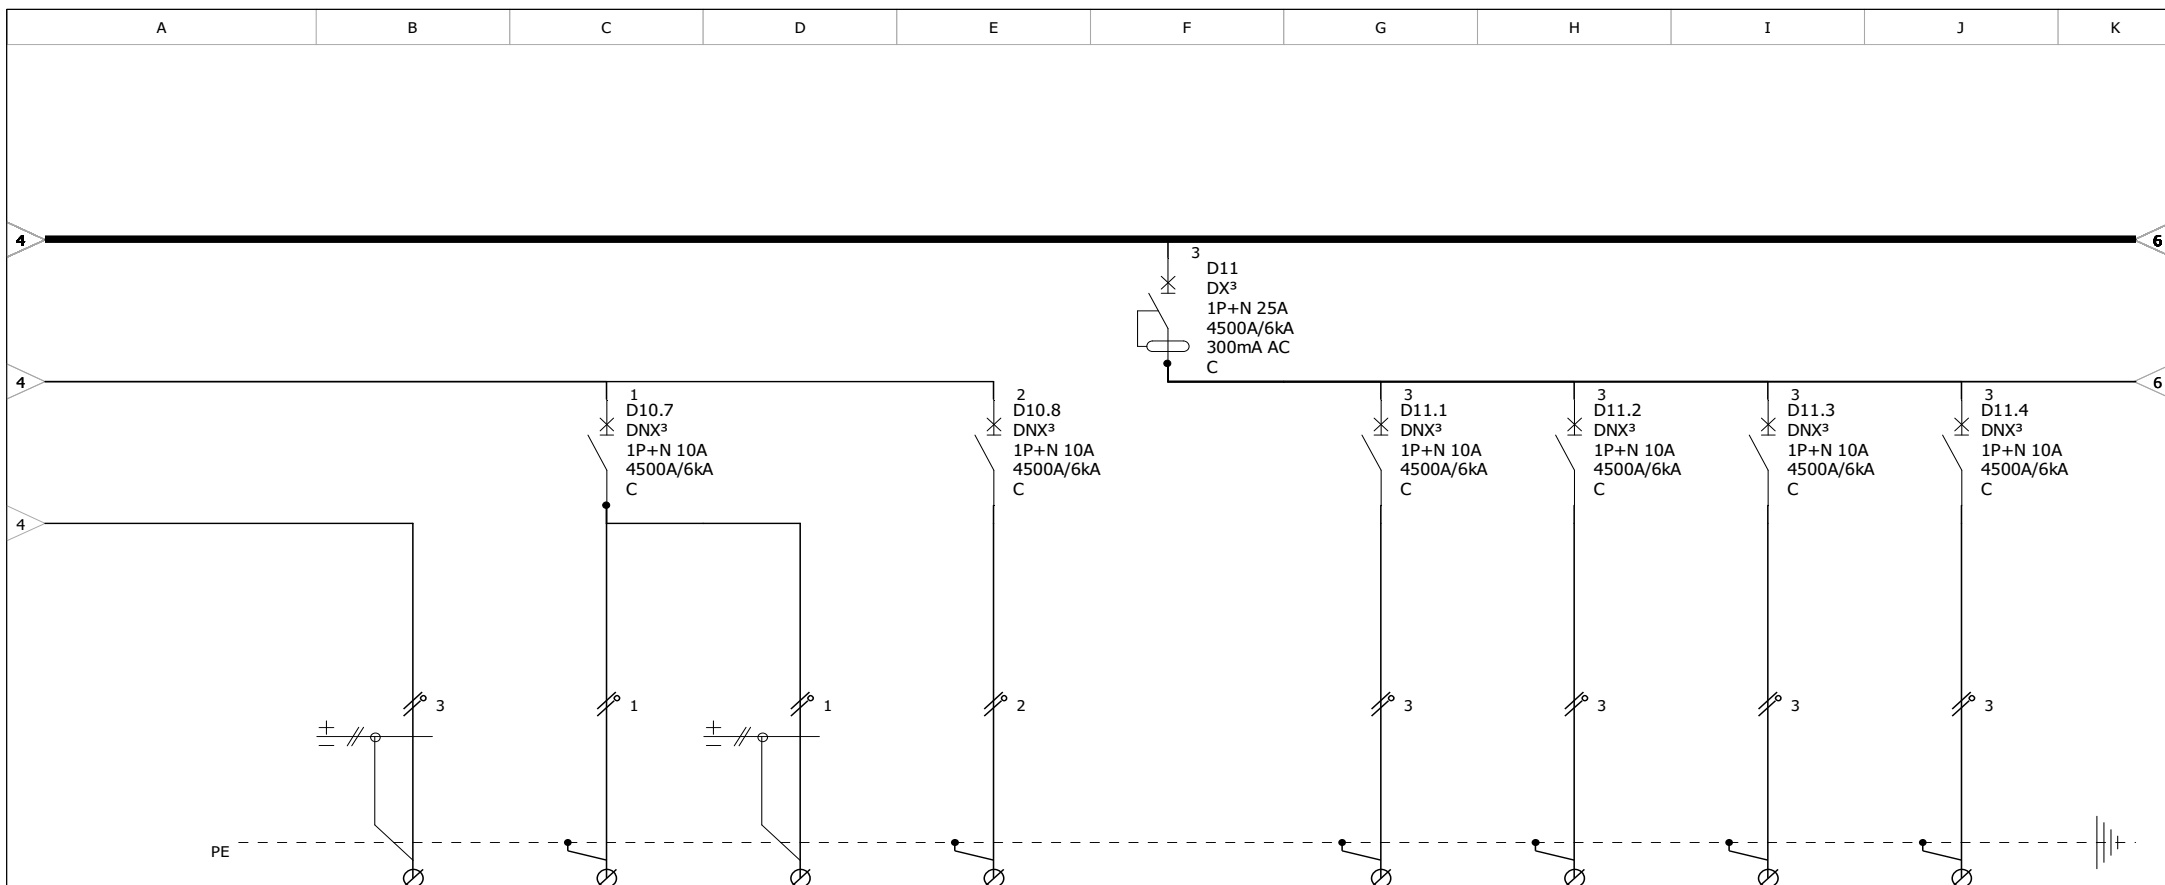 A B C D E F G H I J K
4 6
3
D11
DX³
1P+N 25A
4500A/6kA
300mA AC
C
4 6
1
D10.7
DNX³
1P+N 10A
4500A/6kA
C
2
D10.8
DNX³
1P+N 10A
4500A/6kA
C
3
D11.1
DNX³
1P+N 10A
4500A/6kA
C
3
D11.2
DNX³
1P+N 10A
4500A/6kA
C
3
D11.3
DNX³
1P+N 10A
4500A/6kA
C
3
D11.4
DNX³
1P+N 10A
4500A/6kA
C
4
3 1 1 2 3 3 3 3
PE